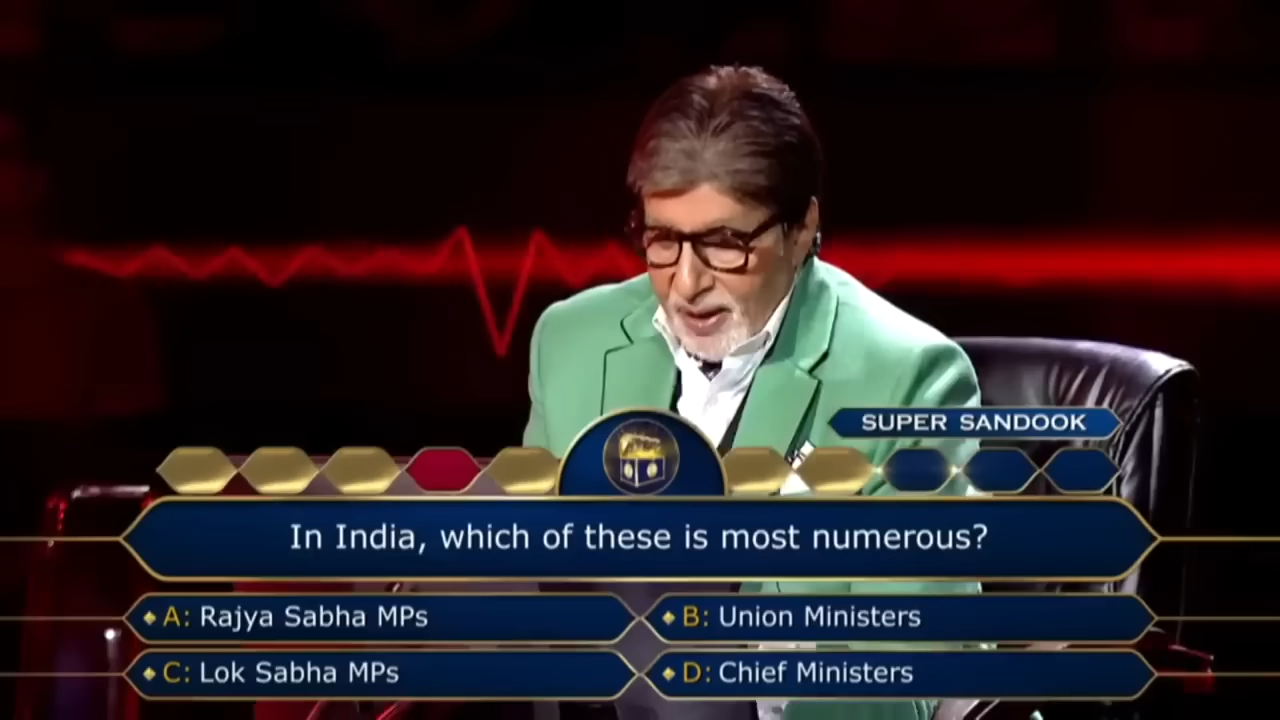 SUPER SANDOOK
In India, which of these is most numerous?
A: Rajya Sabha MPs
B: Union Ministers
C: Lok Sabha MPs
D: Chief Ministers